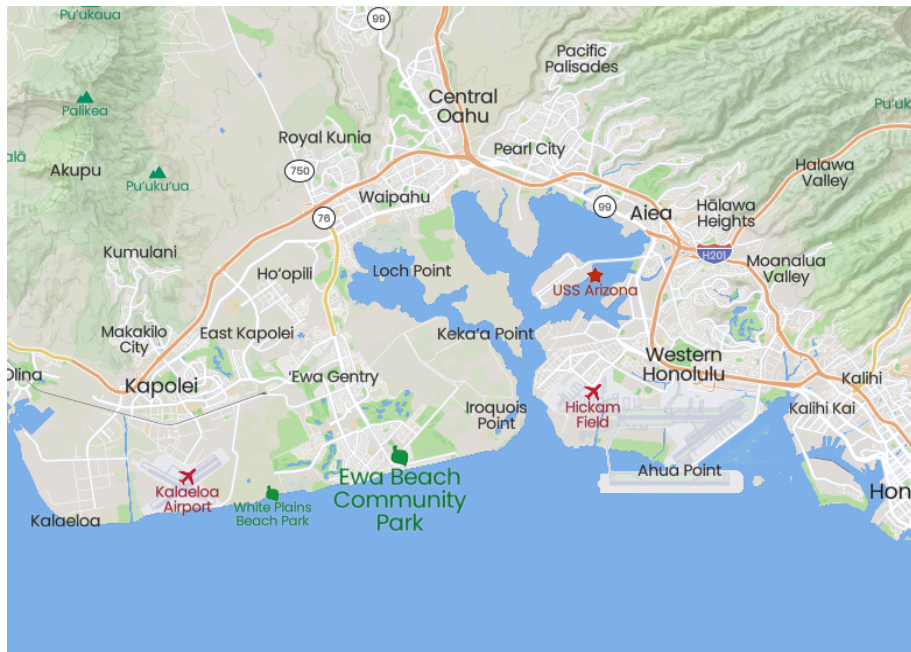 Pu'ukaua
99
Pacific
Palisades
Central
Oahu
Palikea
Royal Kunia
Pearl City
Akupu
750
Pu'uku'ua
Waipahu
Halawa
Valley
99
Aiea
Hālawa
Heights
76
Kumulani
Ho'opili
Loch Point
H201
Moanalua
Valley
USS Arizona
Makakilo
City
East Kapolei
Keka'a Point
Western
Honolulu
Olina
Kapolei
'Ewa Gentry
Kalihi
Iroquois
Point
Hickam
Field
Kalihi Kai
Ewa Beach
Community
Park
Ahua Point
Kalaeloa
Airport
White Plains
Beach Park
Kalaeloa
Hon